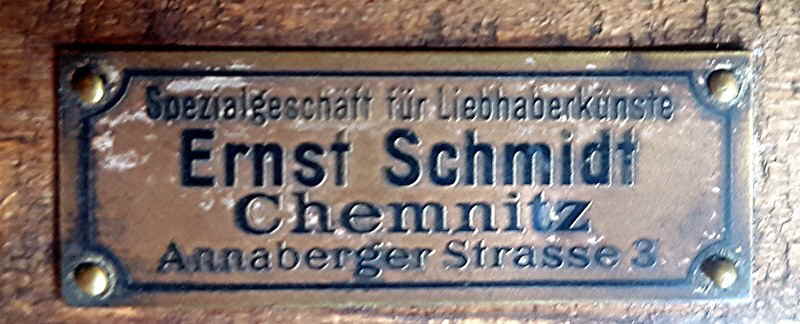 Spezialgeschäft für Liebhaberkünste
Ernst Schmidt
Chemnitz
Annaberger Strasse 3